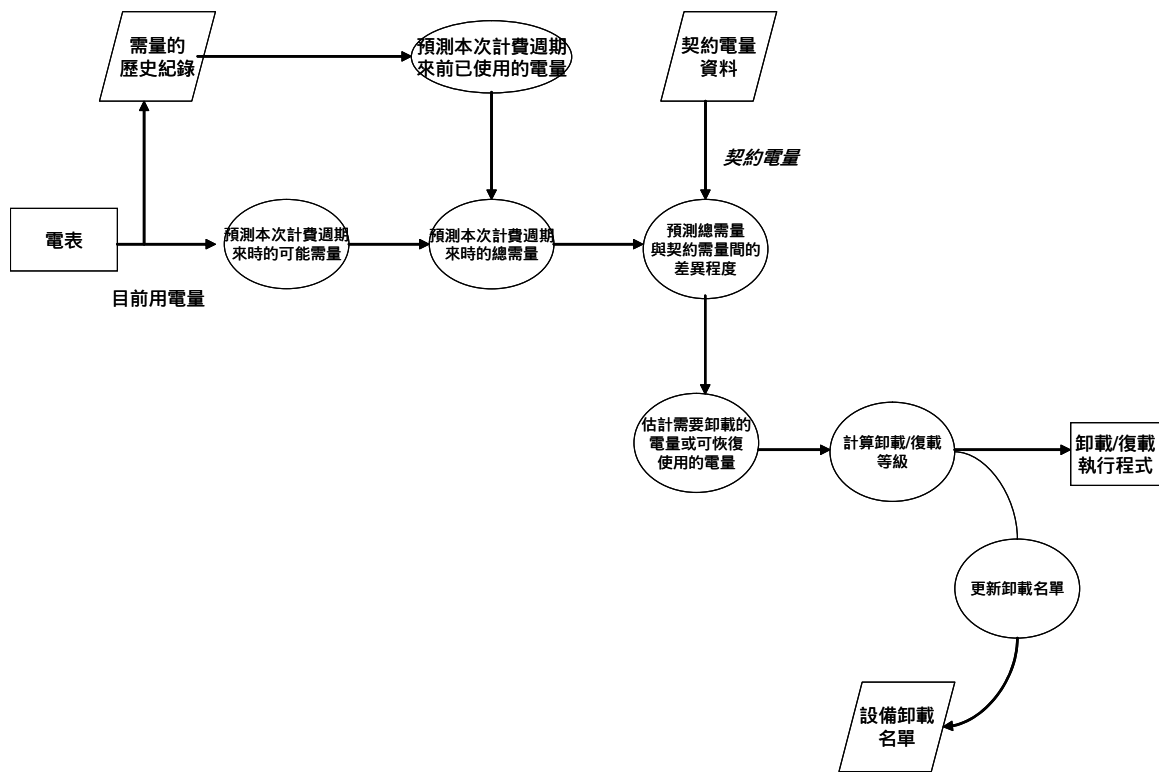 需量的
歷史紀錄
預測本次計費週期
來前已使用的電量
契約電量
資料
契約電量
電表
目前用電量
預測本次計費週期
來時的可能需量
預測本次計費週期
來時的總需量
預測總需量
與契約需量間的
差異程度
估計需要卸載的
電量或可恢復
使用的電量
計算卸載/復載
等級
卸載/復載
執行程式
更新卸載名單
設備卸載
名單